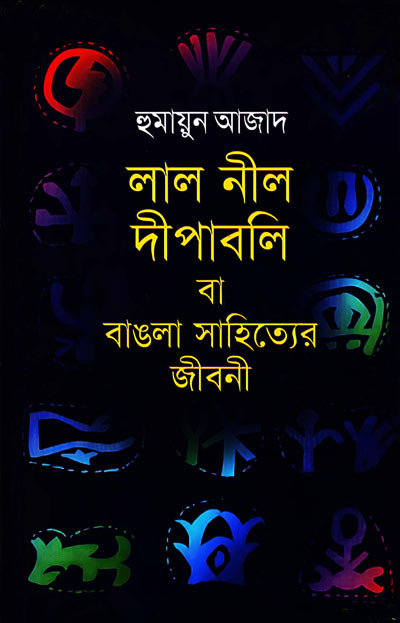 হুমায়ুন আজাদ
লাল নীল
দীপাবলি
বা
বাঙলা সাহিত্যের
জীবনী